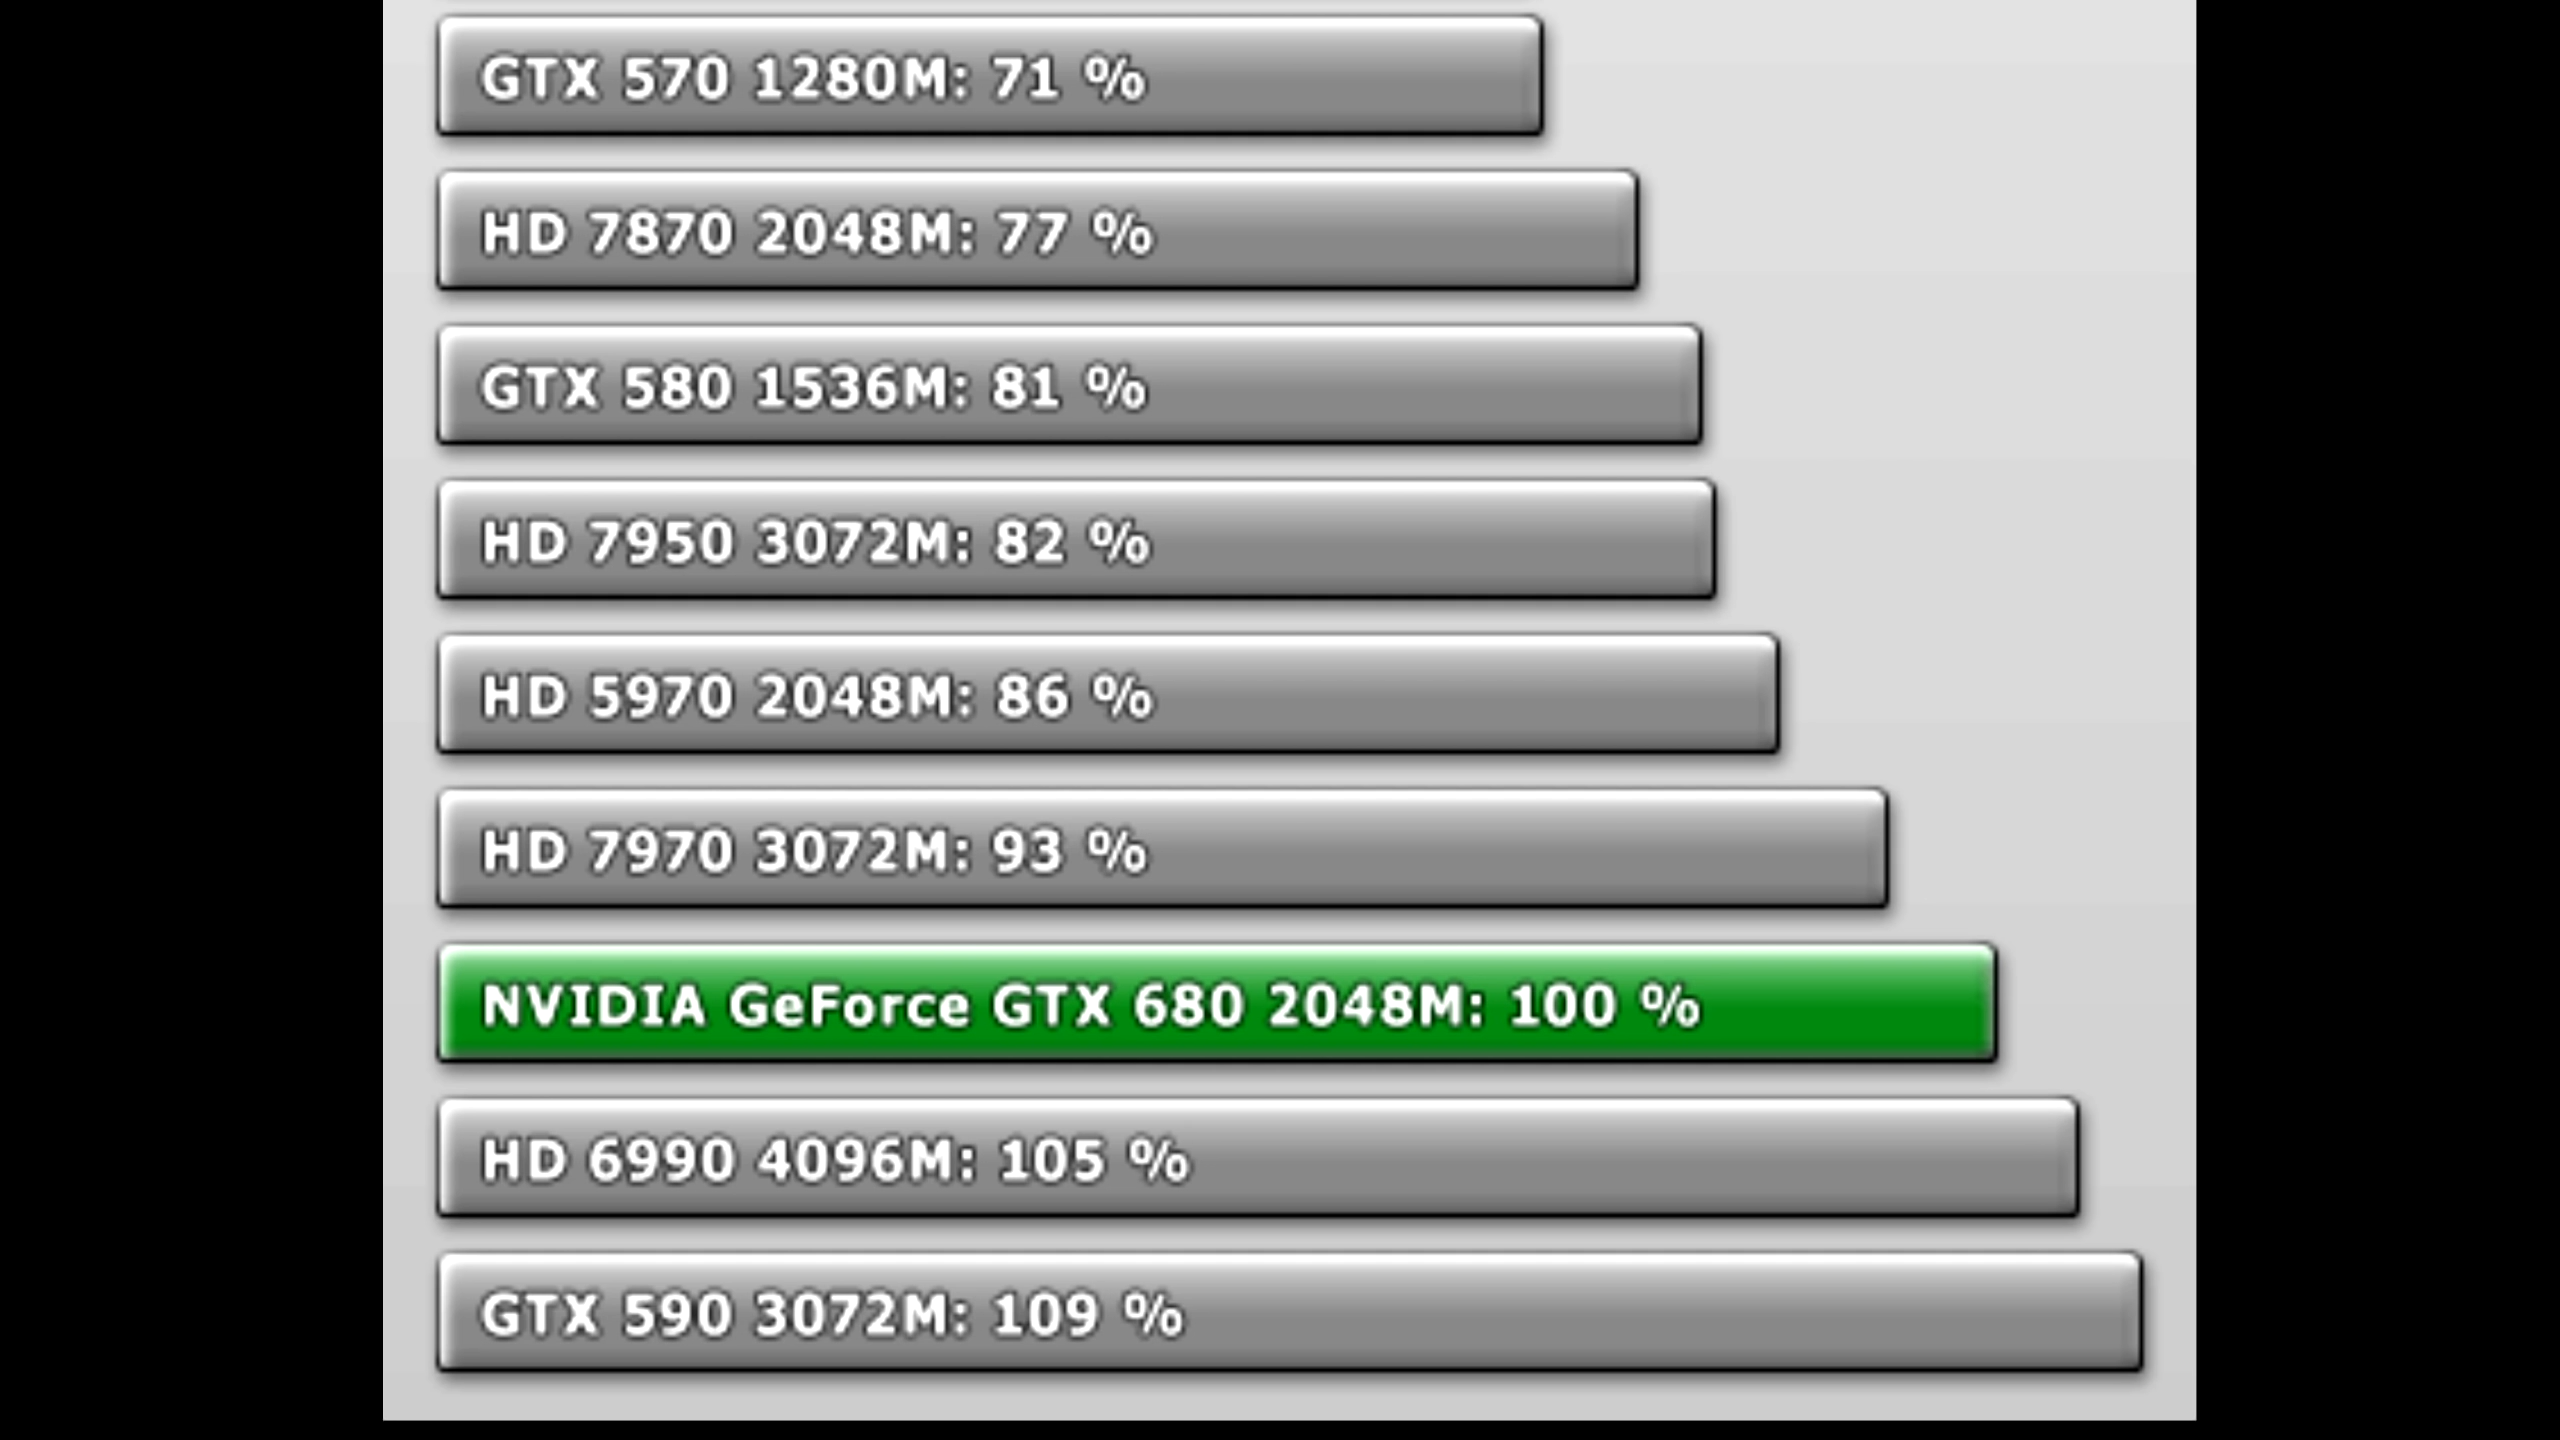 GTX 570 1280M: 71 %
HD 7870 2048M: 77 %
GTX 580 1536M: 81 %
HD 7950 3072M: 82 %
HD 5970 2048M: 86 %
HD 7970 3072M: 93 %
NVIDIA GeForce GTX 680 2048M: 100 %
HD 6990 4096M: 105 %
GTX 590 3072M: 109 %